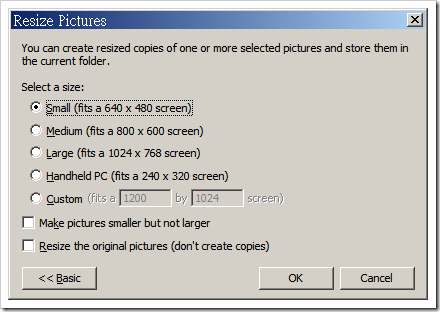 Resize Pictures
You can create resized copies of one or more selected pictures and store them in
the current folder.
Select a size:
Small (fits a 640 x 480 screen)
Medium (fits a 800 x 600 screen)
Large (fits a 1024 x 768 screen)
Handheld PC (fits a 240 x 320 screen)
Custom (fits a 1200 by 1024 screen)
Make pictures smaller but not larger
Resize the original pictures (don't create copies)
<< Basic OK Cancel